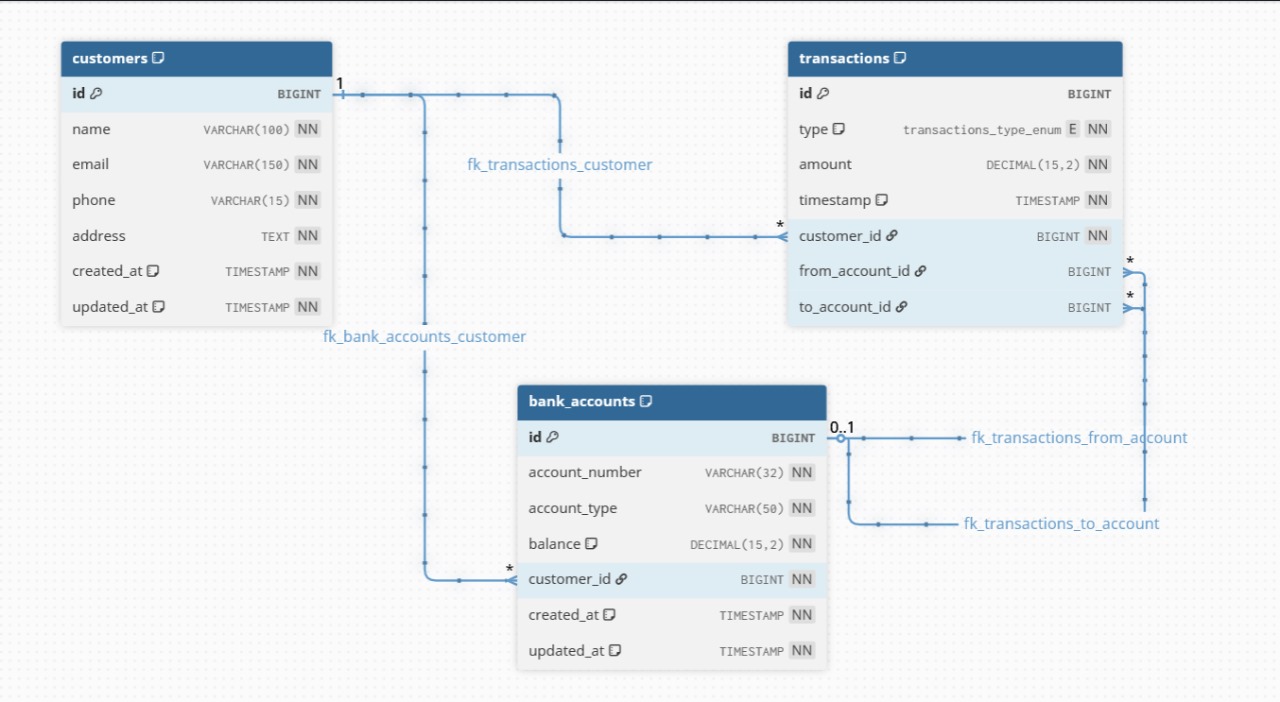 customers
id BIGINT
name VARCHAR(100) NN
email VARCHAR(150) NN
phone VARCHAR(15) NN
address TEXT NN
created_at TIMESTAMP NN
updated_at TIMESTAMP NN
1
fk_transactions_customer
*
transactions
id BIGINT
type transactions_type_enum E NN
amount DECIMAL(15,2) NN
timestamp TIMESTAMP NN
customer_id BIGINT NN
from_account_id BIGINT
to_account_id BIGINT
*
*
fk_bank_accounts_customer
*
bank_accounts
id BIGINT
account_number VARCHAR(32) NN
account_type VARCHAR(50) NN
balance DECIMAL(15,2) NN
customer_id BIGINT NN
created_at TIMESTAMP NN
updated_at TIMESTAMP NN
0..1
fk_transactions_from_account
fk_transactions_to_account